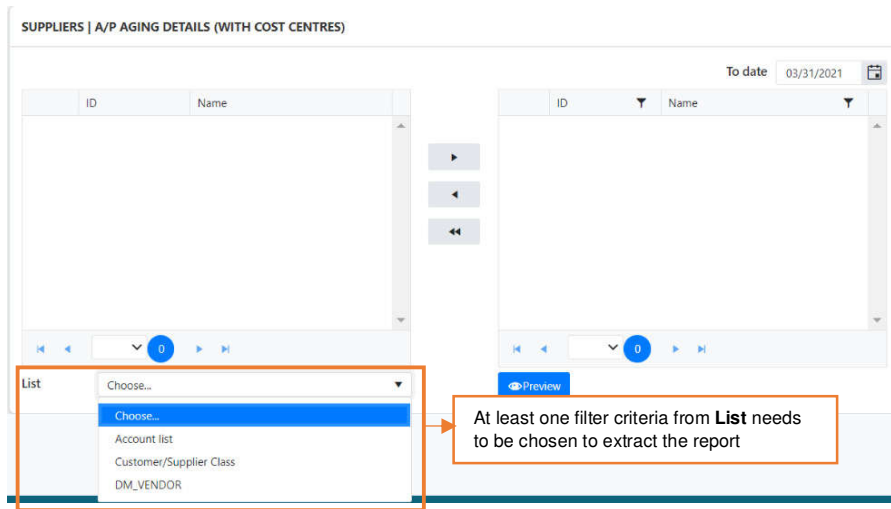 SUPPLIERS | A/P AGING DETAILS (WITH COST CENTRES)
To date 03/31/2021
ID Name
ID Name
0
0
List Choose...
Preview
Choose...
Account list
Customer/Supplier Class
DM_VENDOR
At least one filter criteria from List needs
to be chosen to extract the report